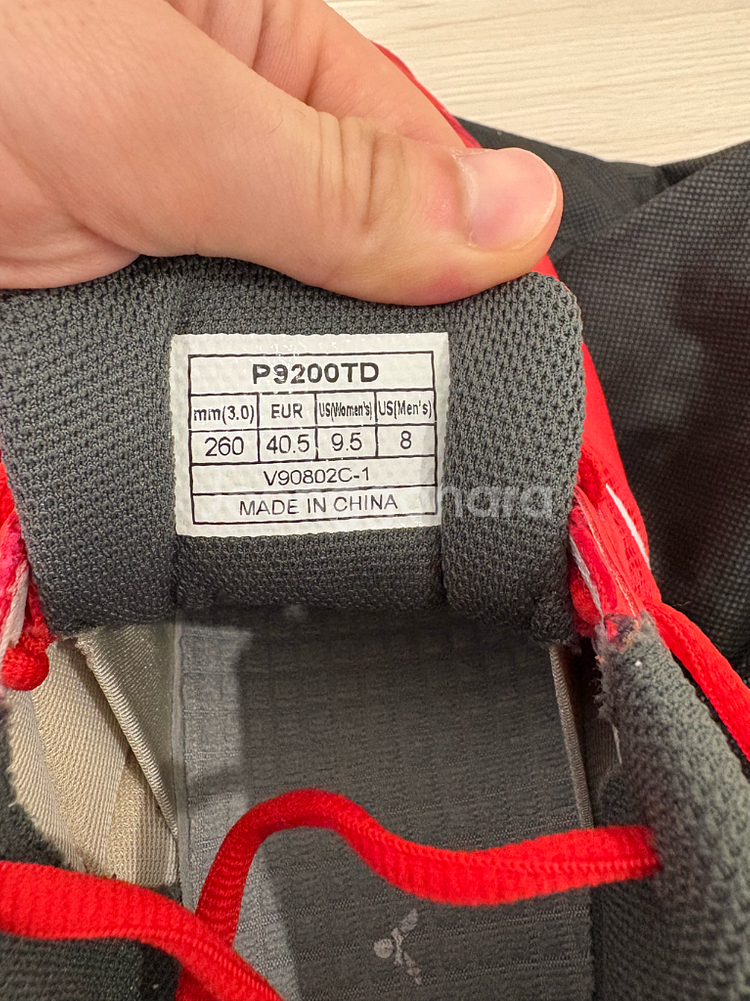 P9200TD
mm(3.0) EUR US(Women's) US(Men's)
260 40.5 9.5 8
V90802C-1
MADE IN CHINA